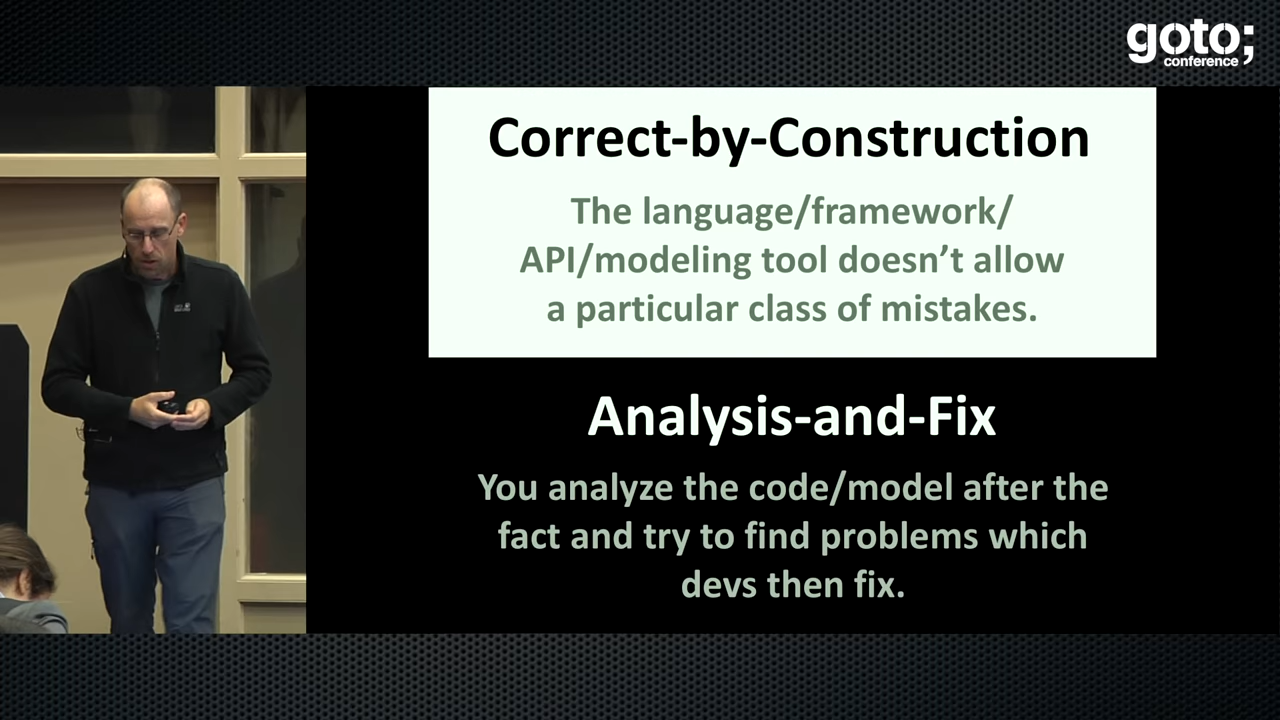 goto;
conference
Correct-by-Construction
The language/framework/
API/modeling tool doesn’t allow
a particular class of mistakes.
Analysis-and-Fix
You analyze the code/model after the
fact and try to find problems which
devs then fix.